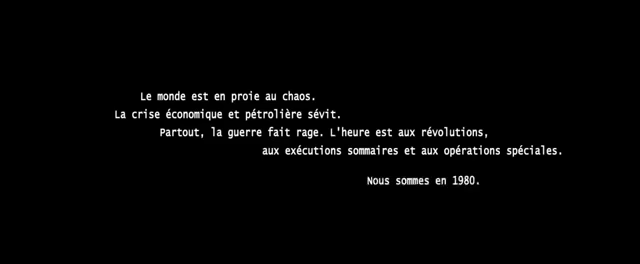 Le monde est en proie au chaos.
La crise économique et pétrolière sévit.
Partout, la guerre fait rage. L'heure est aux révolutions,
aux exécutions sommaires et aux opérations spéciales.
Nous sommes en 1980.